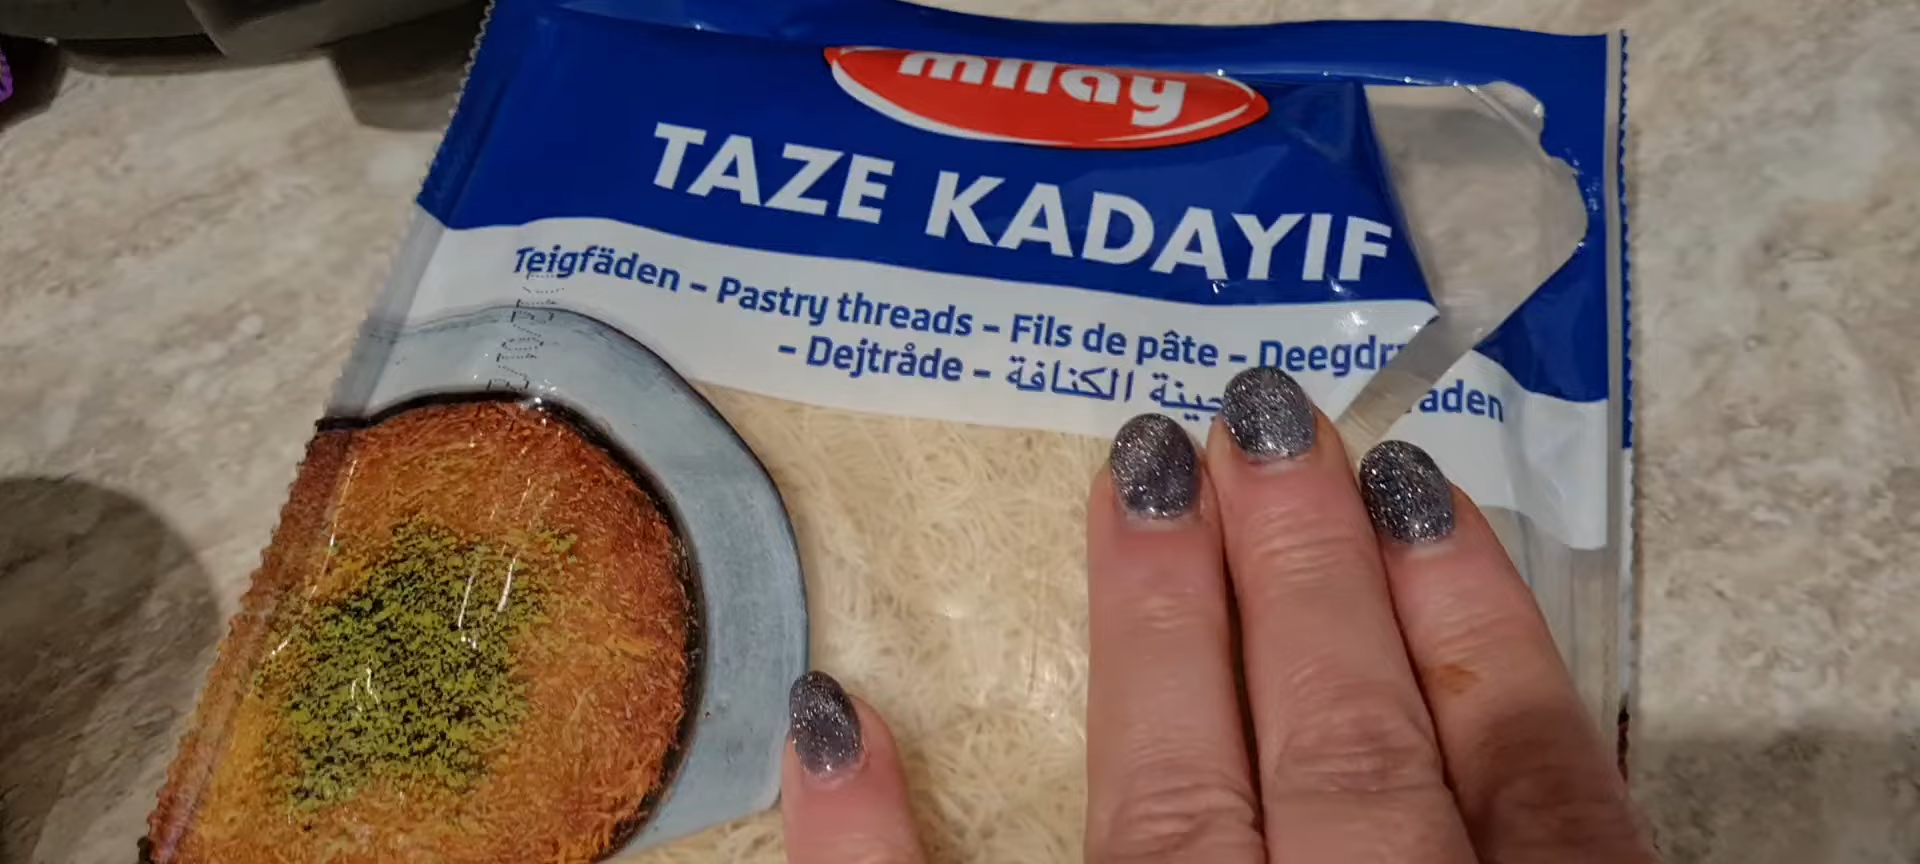 milay
TAZE KADAYIF
Teigfäden – Pastry threads – Fils de pâte –
– Dejtråde – الكنافة